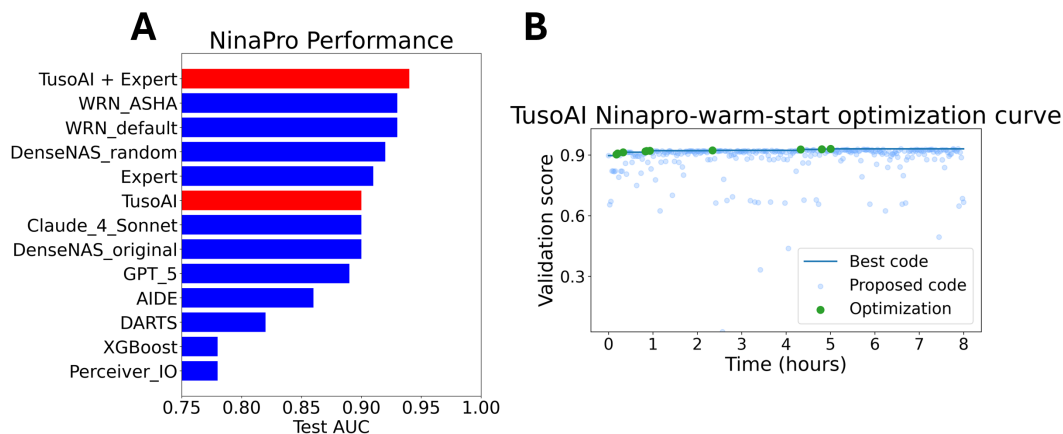 A
NinaPro Performance
TusoAI + Expert
WRN_ASHA
WRN_default
DenseNAS_random
Expert
TusoAI
Claude_4_Sonnet
DenseNAS_original
GPT_5
AIDE
DARTS
XGBoost
Perceiver_IO
0.75 0.80 0.85 0.90 0.95 1.00
Test AUC
B
TusoAI Ninapro-warm-start optimization curve
Validation score
0.9
0.6
0.3
Best code
Proposed code
Optimization
0 1 2 3 4 5 6 7 8
Time (hours)